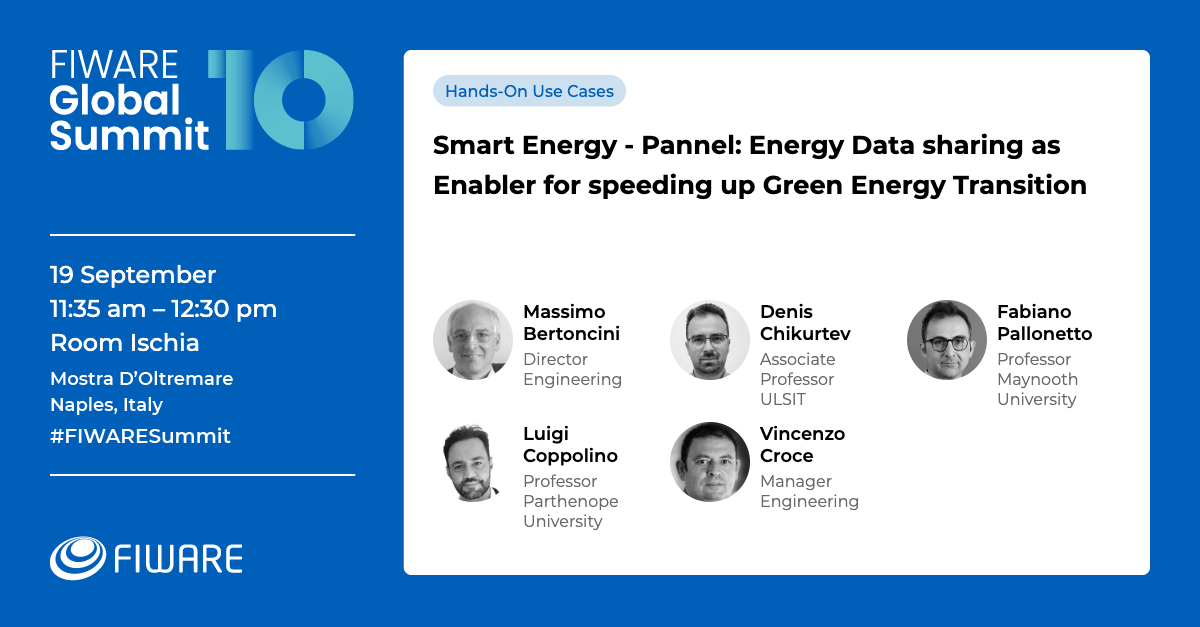 FIWARE
Global
Summit
10
19 September
11:35 am – 12:30 pm
Room Ischia
Mostra D’Oltremare
Naples, Italy
#FIWARESummit
FIWARE
Hands-On Use Cases
Smart Energy - Pannel: Energy Data sharing as
Enabler for speeding up Green Energy Transition
Massimo
Bertoncini
Director
Engineering
Denis
Chikurtev
Associate
Professor
ULSIT
Fabiano
Pallonetto
Professor
Maynooth
University
Luigi
Coppolino
Professor
Parthenope
University
Vincenzo
Croce
Manager
Engineering